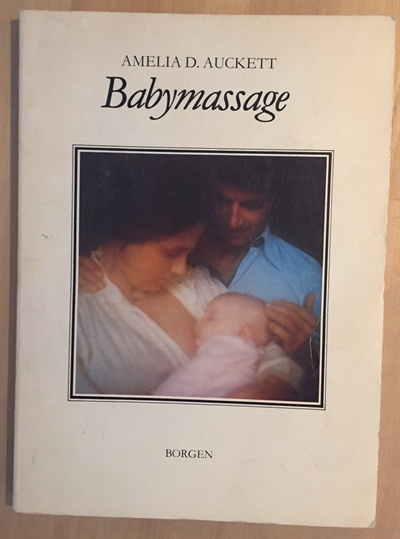 AMELIA D. AUCKETT
Babymassage
BORGEN